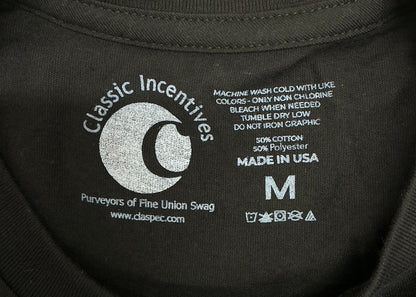 Classic Incentives
Purveyors of Fine Union Swag
www.claspec.com
MACHINE WASH COLD WITH LIKE
COLORS - ONLY NON CHLORINE
BLEACH WHEN NEEDED
TUMBLE DRY LOW
DO NOT IRON GRAPHIC
50% COTTON
50% Polyester
MADE IN USA
M